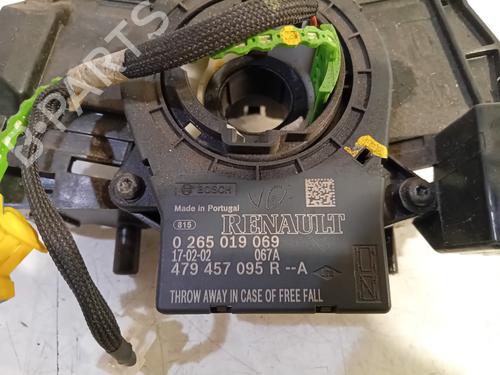 B-PARTS
BOSCH
Made in Portugal
815 RENAULT
0 265 019 069
17-02-02 067A
479 457 095 R --A
THROW AWAY IN CASE OF FREE FALL